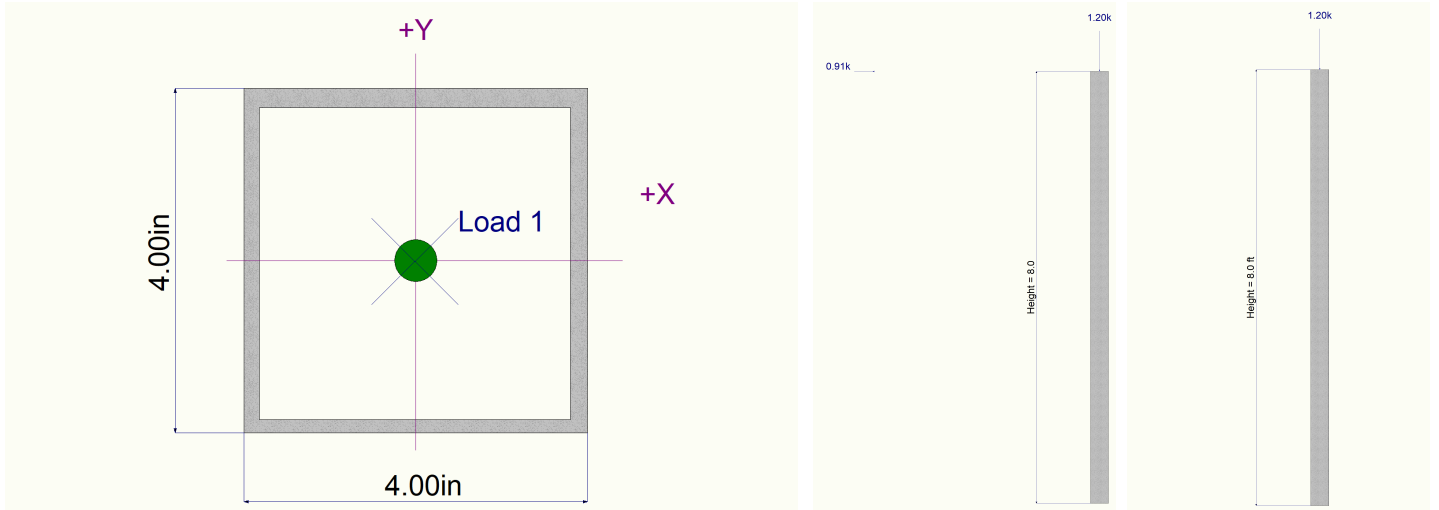 +Y
+X
Load 1
4.00in
4.00in
0.91k
1.20k
Height = 8.0
1.20k
Height = 8.0 ft